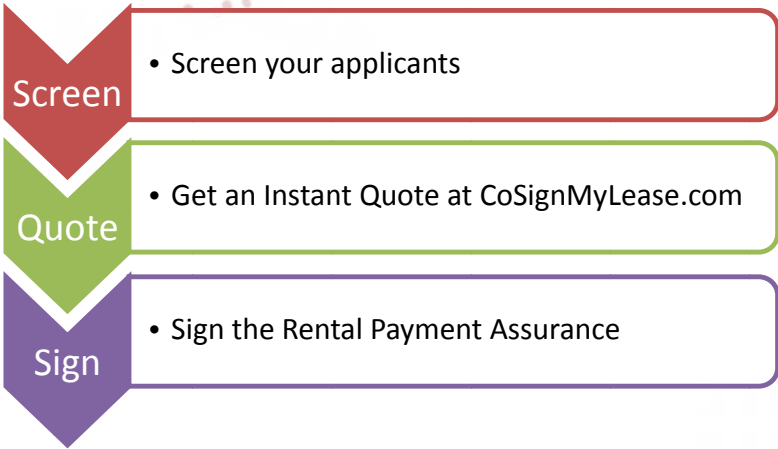 Screen
• Screen your applicants
Quote
• Get an Instant Quote at CoSignMyLease.com
Sign
• Sign the Rental Payment Assurance